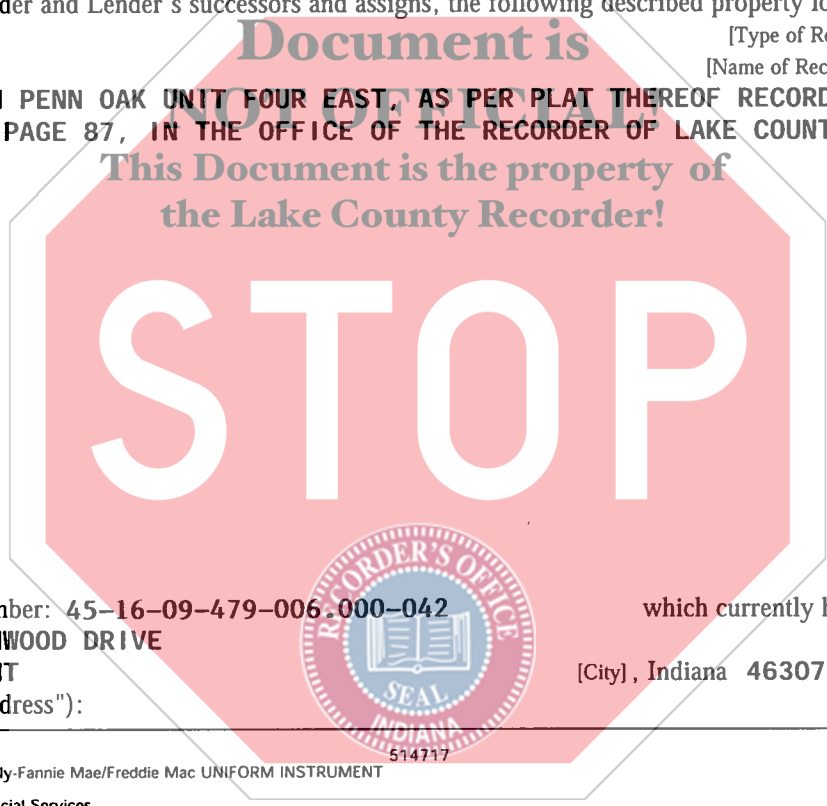 der and Lender's successors and assigns, the following described property lo
Document is
[Type of Re
[Name of Rec
NOT OFFICIAL
PENN OAK UNIT FOUR EAST, AS PER PLAT THEREOF RECORD
PAGE 87, IN THE OFFICE OF THE RECORDER OF LAKE COUNT
This Document is the property of
the Lake County Recorder!
STOP
RECORDER'S OFFICE
nber: 45-16-09-479-006.000-042 which currently h
WOOD DRIVE
T [City], Indiana 46307
dress"):
SEAL
INDIANA
514717
ly-Fannie Mae/Freddie Mac UNIFORM INSTRUMENT
cial Services